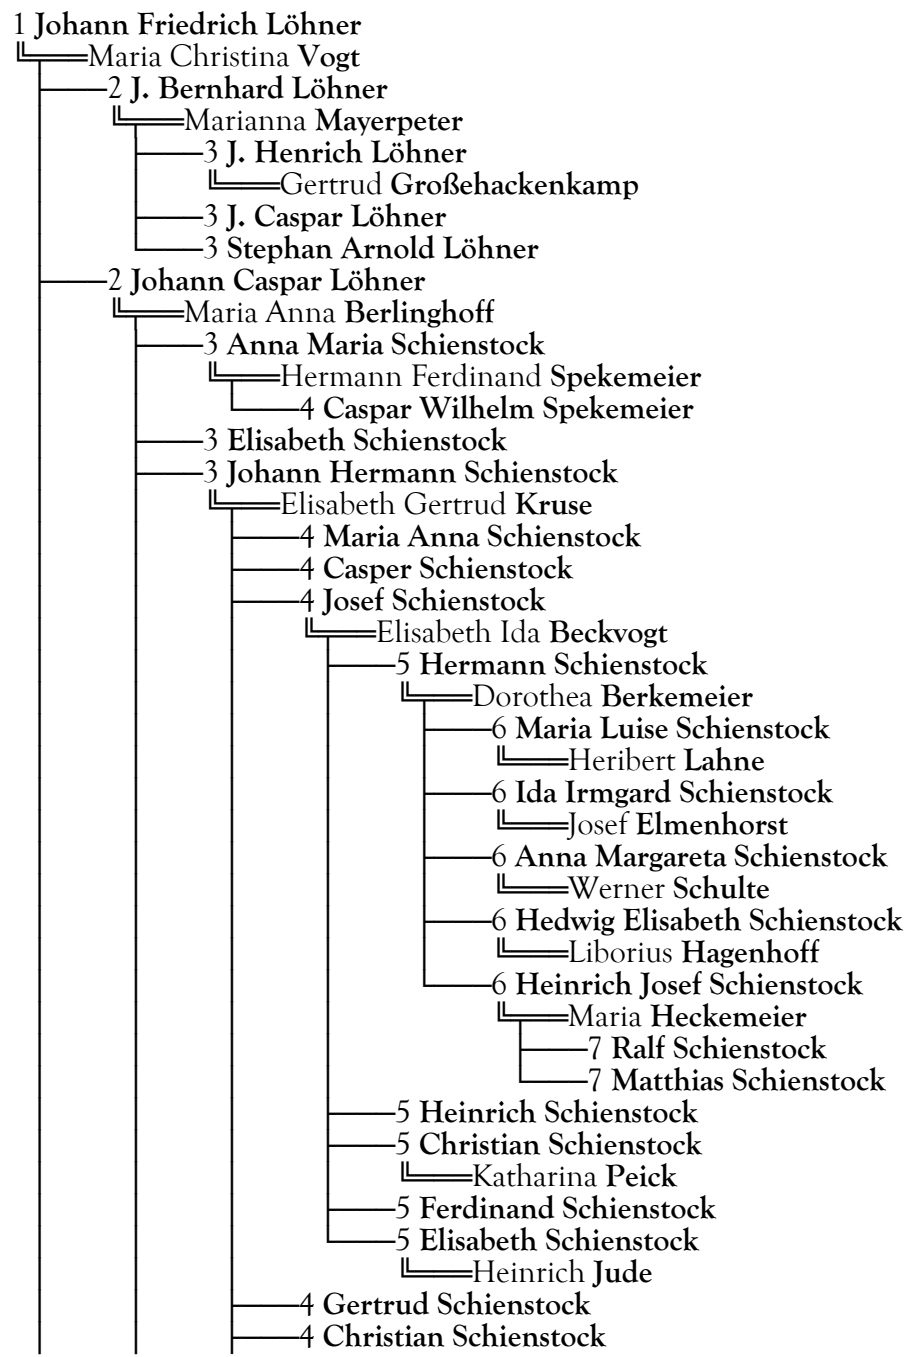 1 Johann Friedrich Löhner
Maria Christina Vogt
2 J. Bernhard Löhner
Marianna Mayerpeter
3 J. Henrich Löhner
Gertrud Großehackenkamp
3 J. Caspar Löhner
3 Stephan Arnold Löhner
2 Johann Caspar Löhner
Maria Anna Berlinghoff
3 Anna Maria Schienstock
Hermann Ferdinand Spekemeier
4 Caspar Wilhelm Spekemeier
3 Elisabeth Schienstock
3 Johann Hermann Schienstock
Elisabeth Gertrud Kruse
4 Maria Anna Schienstock
4 Casper Schienstock
4 Josef Schienstock
Elisabeth Ida Beckvogt
5 Hermann Schienstock
Dorothea Berkemeier
6 Maria Luise Schienstock
Heribert Lahne
6 Ida Irmgard Schienstock
Josef Elmenhorst
6 Anna Margareta Schienstock
Werner Schulte
6 Hedwig Elisabeth Schienstock
Liborius Hagenhoff
6 Heinrich Josef Schienstock
Maria Heckemeier
7 Ralf Schienstock
7 Matthias Schienstock
5 Heinrich Schienstock
5 Christian Schienstock
Katharina Peick
5 Ferdinand Schienstock
5 Elisabeth Schienstock
Heinrich Jude
4 Gertrud Schienstock
4 Christian Schienstock